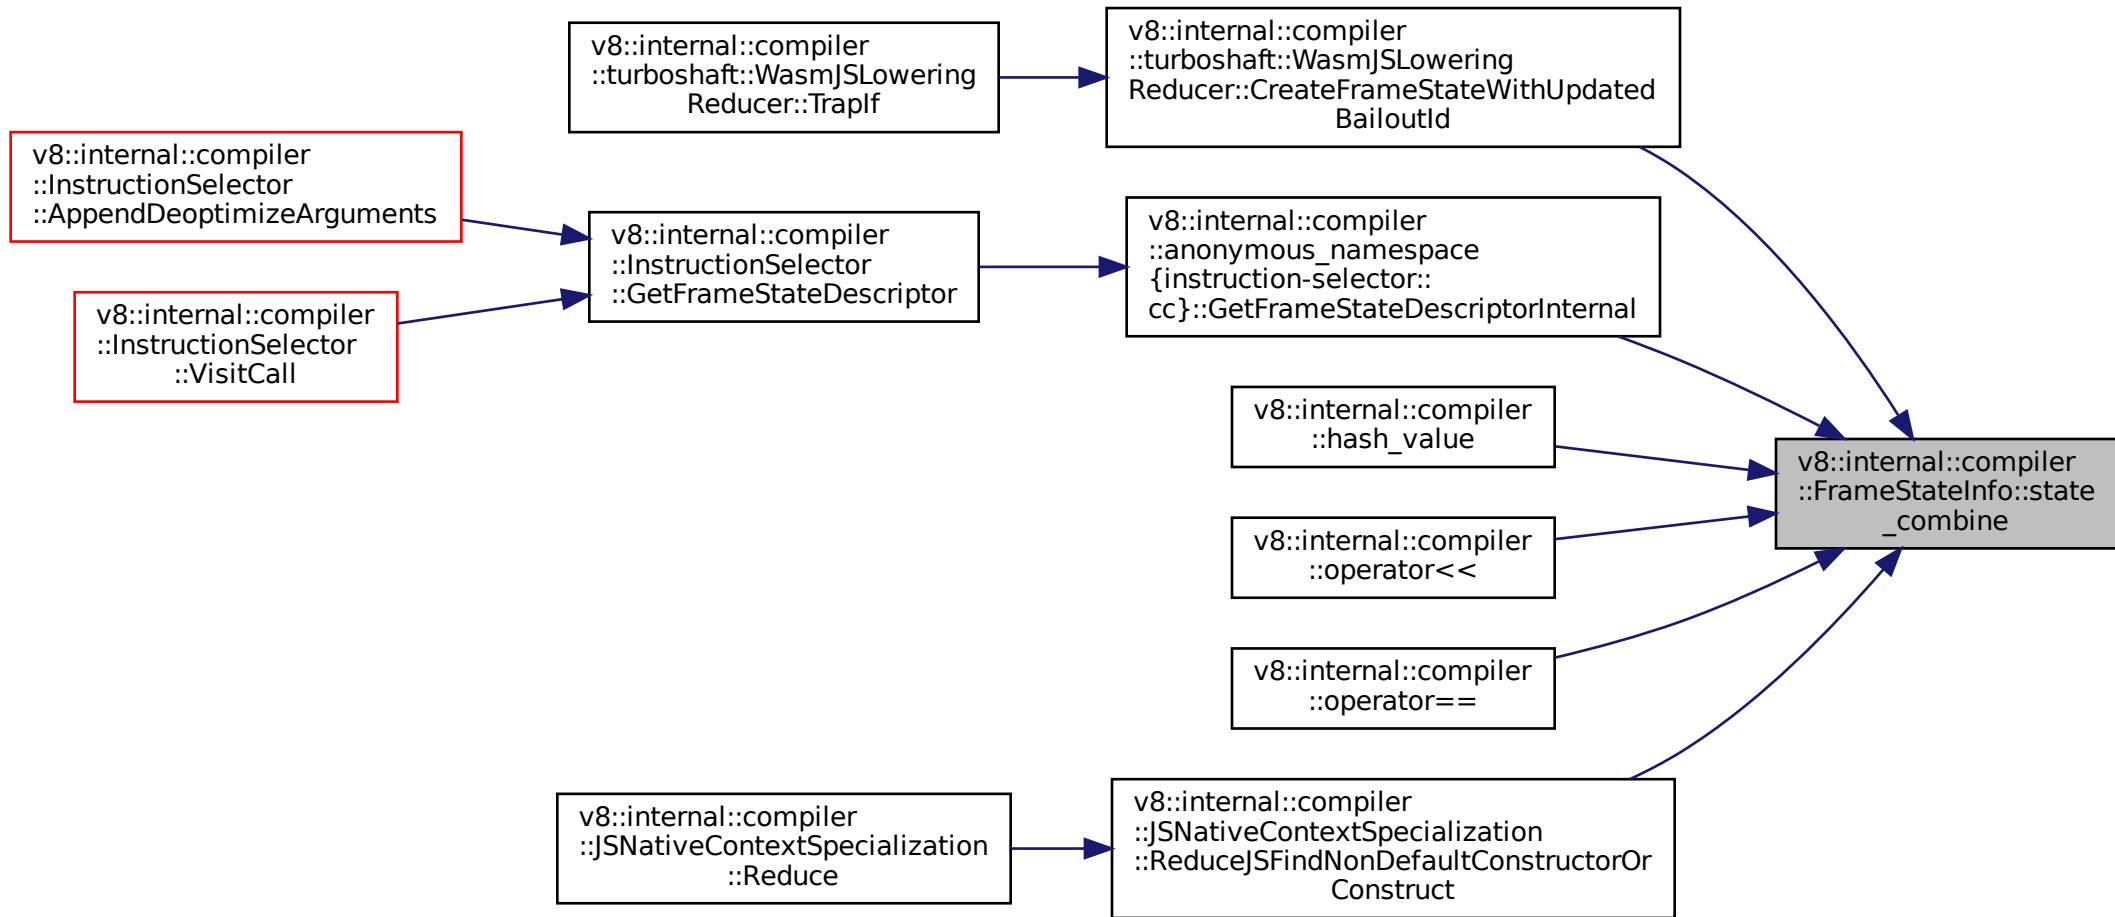 v8::internal::compiler
::turboshaft::WasmJSLowering
Reducer::TrapIf
v8::internal::compiler
::turboshaft::WasmJSLowering
Reducer::CreateFrameStateWithUpdated
BailoutId
v8::internal::compiler
::InstructionSelector
::AppendDeoptimizeArguments
v8::internal::compiler
::InstructionSelector
::GetFrameStateDescriptor
v8::internal::compiler
::anonymous_namespace
{instruction-selector::
cc}::GetFrameStateDescriptorInternal
v8::internal::compiler
::InstructionSelector
::VisitCall
v8::internal::compiler
::hash_value
v8::internal::compiler
::FrameStateInfo::state
_combine
v8::internal::compiler
::operator<<
v8::internal::compiler
::operator==
v8::internal::compiler
::JSNativeContextSpecialization
::Reduce
v8::internal::compiler
::JSNativeContextSpecialization
::ReduceJSFindNonDefaultConstructorOr
Construct